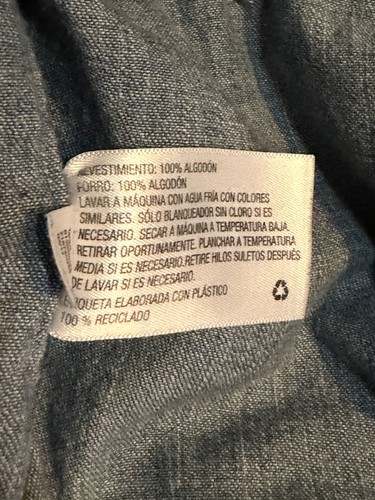 REVESTIMIENTO: 100% ALGODÓN
FORRO: 100% ALGODÓN
LAVAR A MÁQUINA CON AGUA FRÍA CON COLORES
SIMILARES. SÓLO BLANQUEADOR SIN CLORO SI ES
NECESARIO. SECAR A MÁQUINA A TEMPERATURA BAJA.
RETIRAR OPORTUNAMENTE. PLANCHAR A TEMPERATURA
MEDIA SI ES NECESARIO.RETIRE HILOS SULETOS DESPUÉS
DE LAVAR SI ES NECESARIO.
ETIQUETA ELABORADA CON PLÁSTICO
100 % RECICLADO